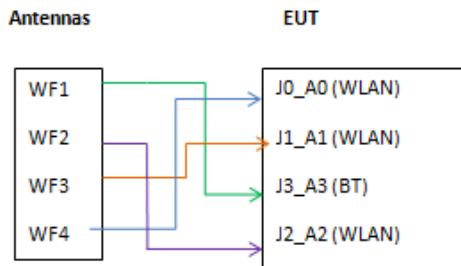 Antennas
EUT
WF1
WF2
WF3
WF4
J0_A0 (WLAN)
J1_A1 (WLAN)
J3_A3 (BT)
J2_A2 (WLAN)